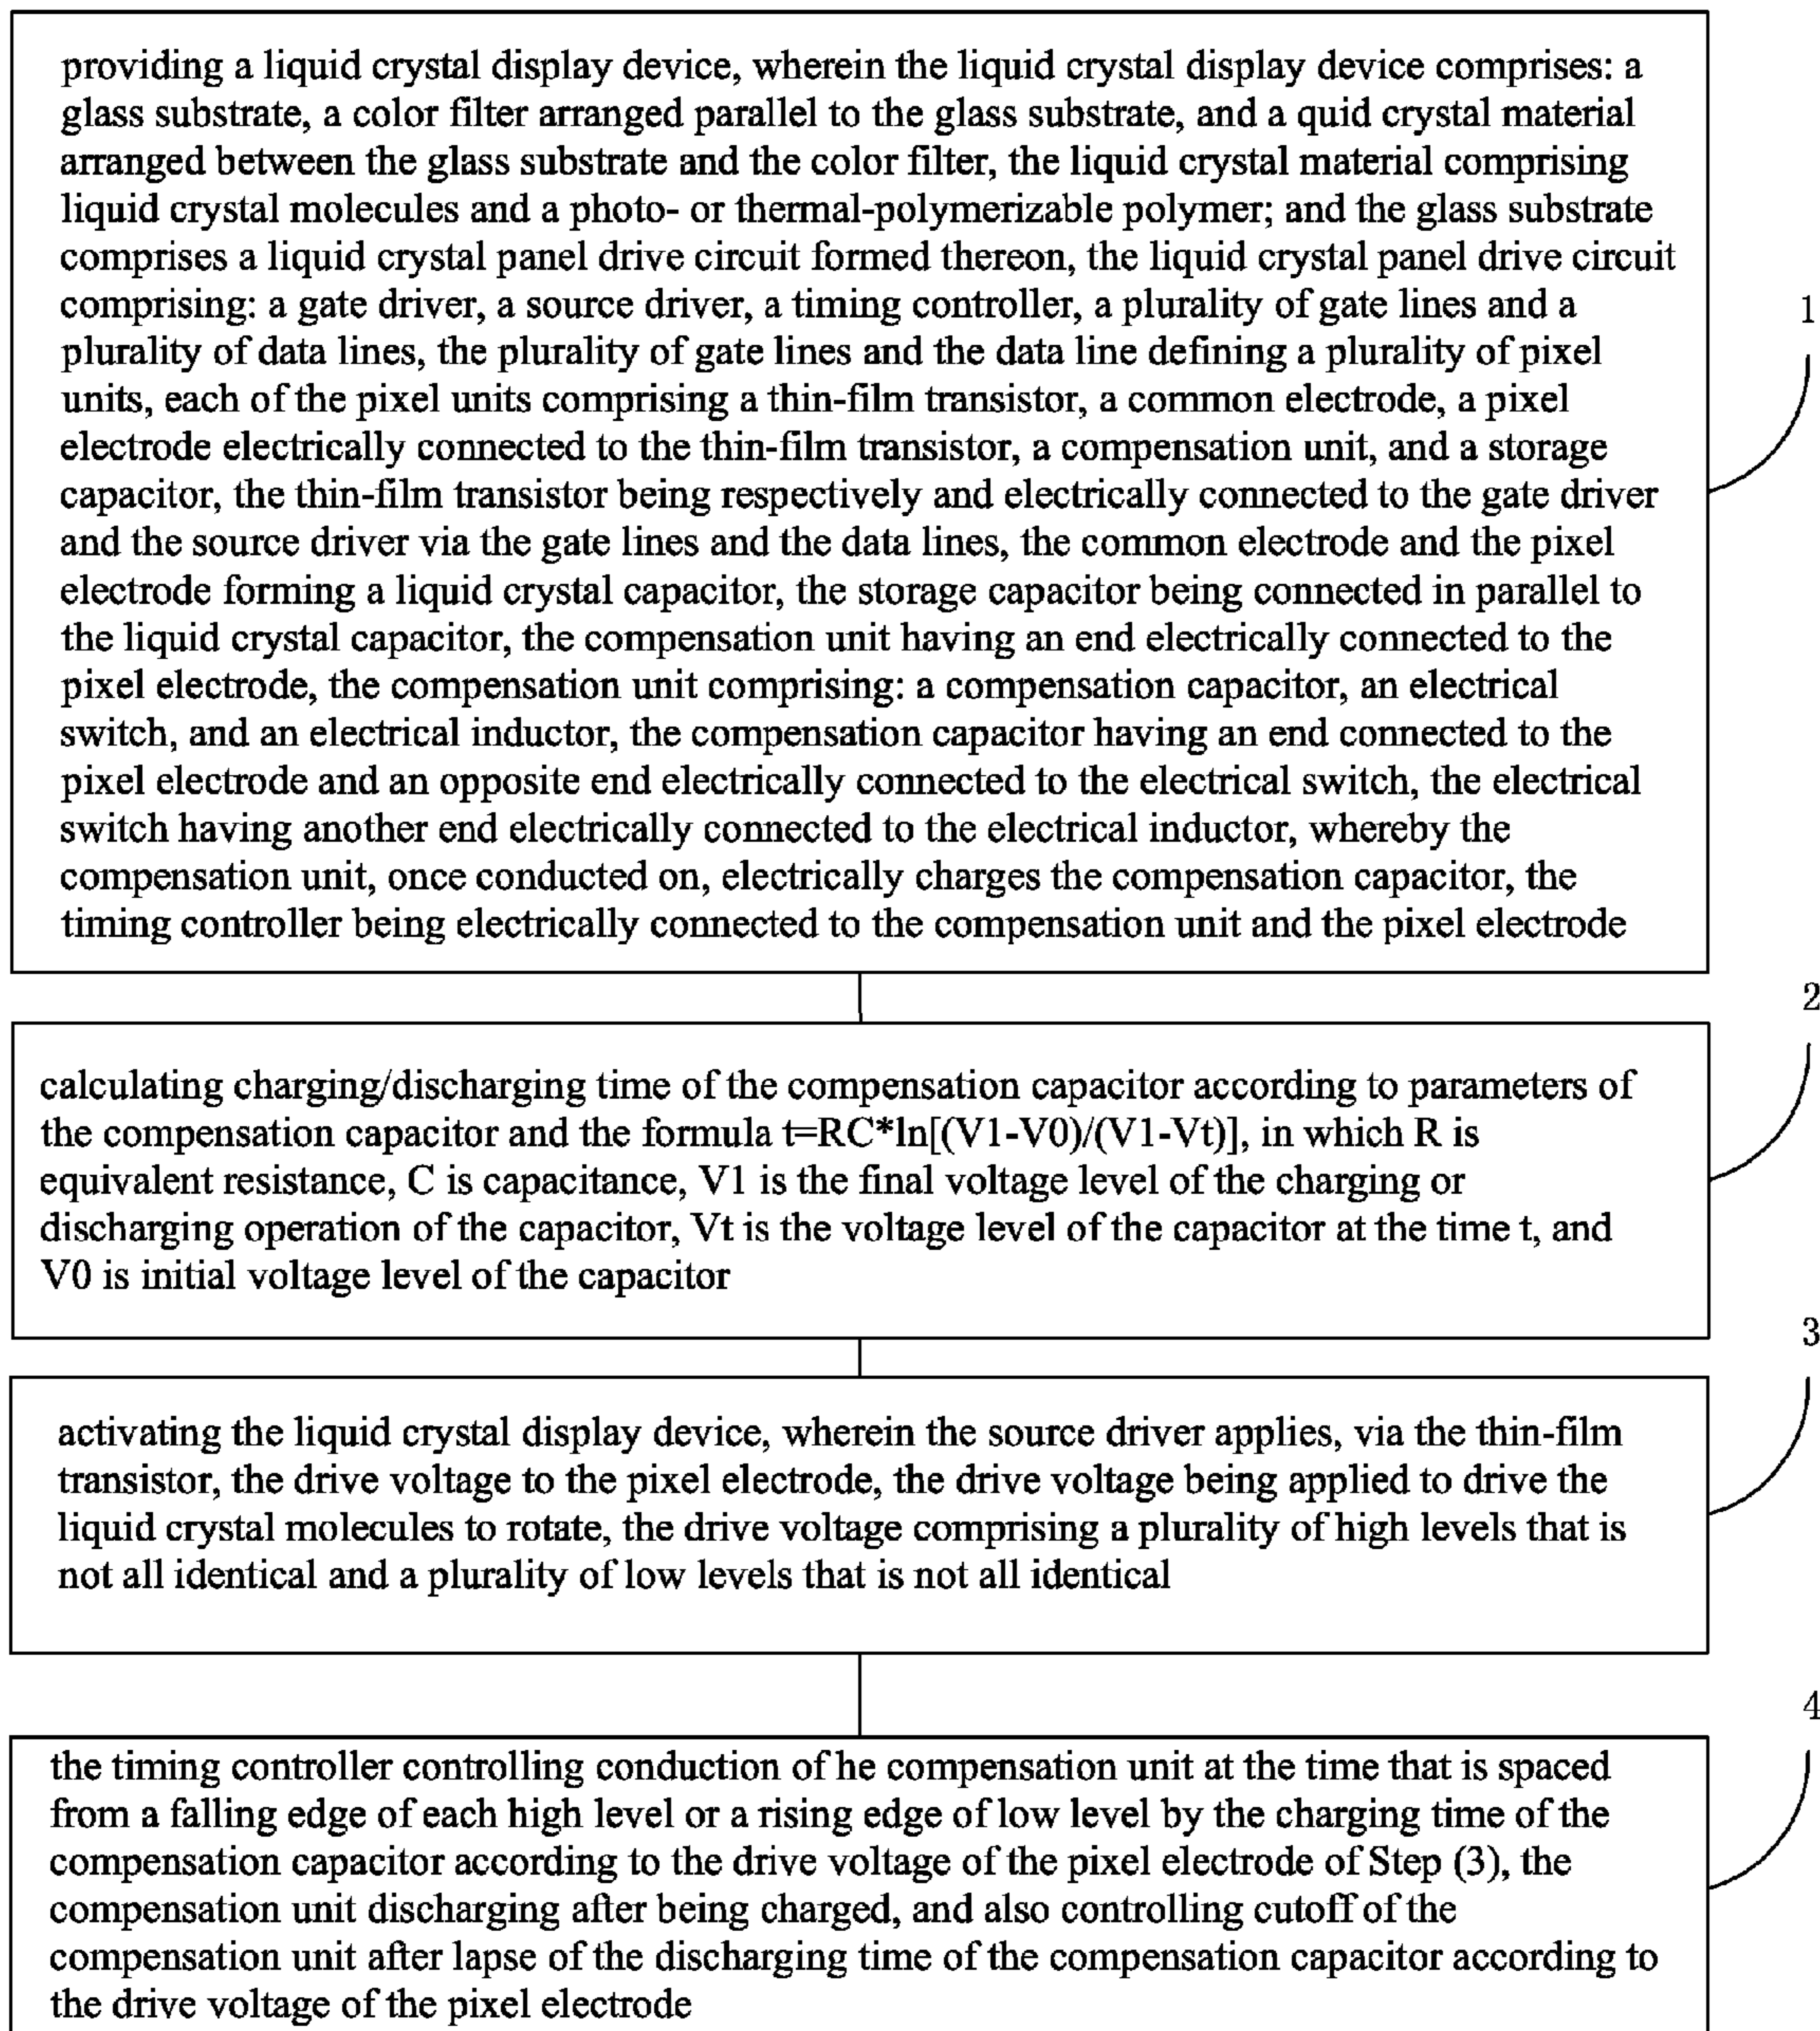 providing a liquid crystal display device, wherein the liquid crystal display device comprises: a
glass substrate, a color filter arranged parallel to the glass substrate, and a quid crystal material
arranged between the glass substrate and the color filter, the liquid crystal material comprising
liquid crystal molecules and a photo- or thermal-polymerizable polymer; and the glass substrate
comprises a liquid crystal panel drive circuit formed thereon, the liquid crystal panel drive circuit
comprising: a gate driver, a source driver, a timing controller, a plurality of gate lines and a
plurality of data lines, the plurality of gate lines and the data line defining a plurality of pixel
units, each of the pixel units comprising a thin-film transistor, a common electrode, a pixel
electrode electrically connected to the thin-film transistor, a compensation unit, and a storage
capacitor, the thin-film transistor being respectively and electrically connected to the gate driver
and the source driver via the gate lines and the data lines, the common electrode and the pixel
electrode forming a liquid crystal capacitor, the storage capacitor being connected in parallel to
the liquid crystal capacitor, the compensation unit having an end electrically connected to the
pixel electrode, the compensation unit comprising: a compensation capacitor, an electrical
switch, and an electrical inductor, the compensation capacitor having an end connected to the
pixel electrode and an opposite end electrically connected to the electrical switch, the electrical
switch having another end electrically connected to the electrical inductor, whereby the
compensation unit, once conducted on, electrically charges the compensation capacitor, the
timing controller being electrically connected to the compensation unit and the pixel electrode
1
2
calculating charging/discharging time of the compensation capacitor according to parameters of
the compensation capacitor and the formula t=RC*ln[(V1-V0)/(V1-Vt)], in which R is
equivalent resistance, C is capacitance, V1 is the final voltage level of the charging or
discharging operation of the capacitor, Vt is the voltage level of the capacitor at the time t, and
V0 is initial voltage level of the capacitor
3
activating the liquid crystal display device, wherein the source driver applies, via the thin-film
transistor, the drive voltage to the pixel electrode, the drive voltage being applied to drive the
liquid crystal molecules to rotate, the drive voltage comprising a plurality of high levels that is
not all identical and a plurality of low levels that is not all identical
4
the timing controller controlling conduction of he compensation unit at the time that is spaced
from a falling edge of each high level or a rising edge of low level by the charging time of the
compensation capacitor according to the drive voltage of the pixel electrode of Step (3), the
compensation unit discharging after being charged, and also controlling cutoff of the
compensation unit after lapse of the discharging time of the compensation capacitor according to
the drive voltage of the pixel electrode